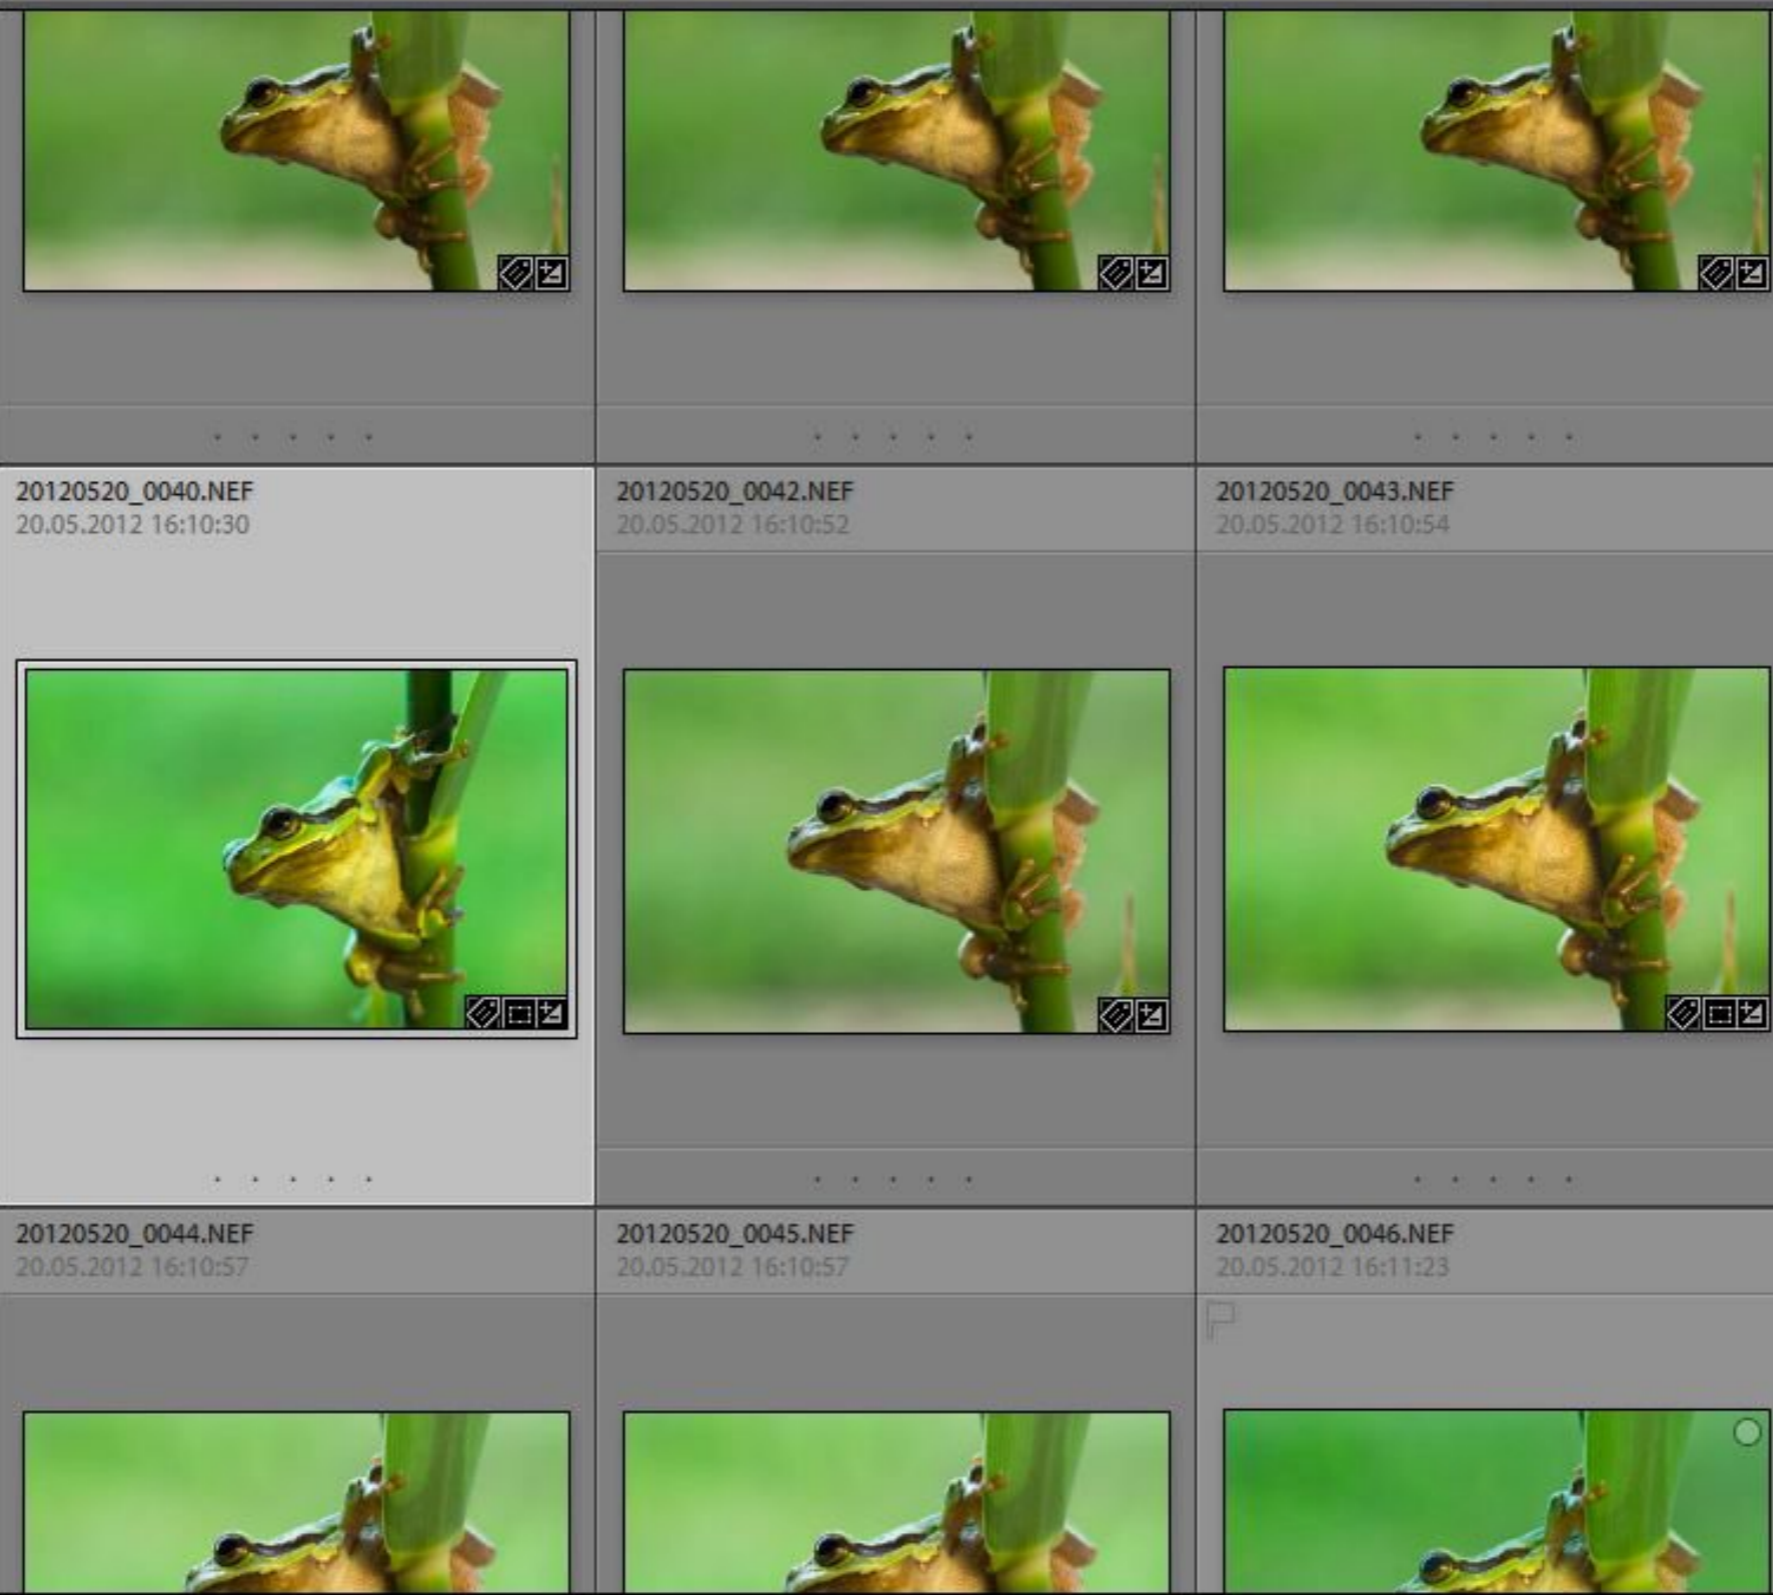 20120520_0040.NEF
20.05.2012 16:10:30
20120520_0042.NEF
20.05.2012 16:10:52
20120520_0043.NEF
20.05.2012 16:10:54
20120520_0044.NEF
20.05.2012 16:10:57
20120520_0045.NEF
20.05.2012 16:10:57
20120520_0046.NEF
20.05.2012 16:11:23